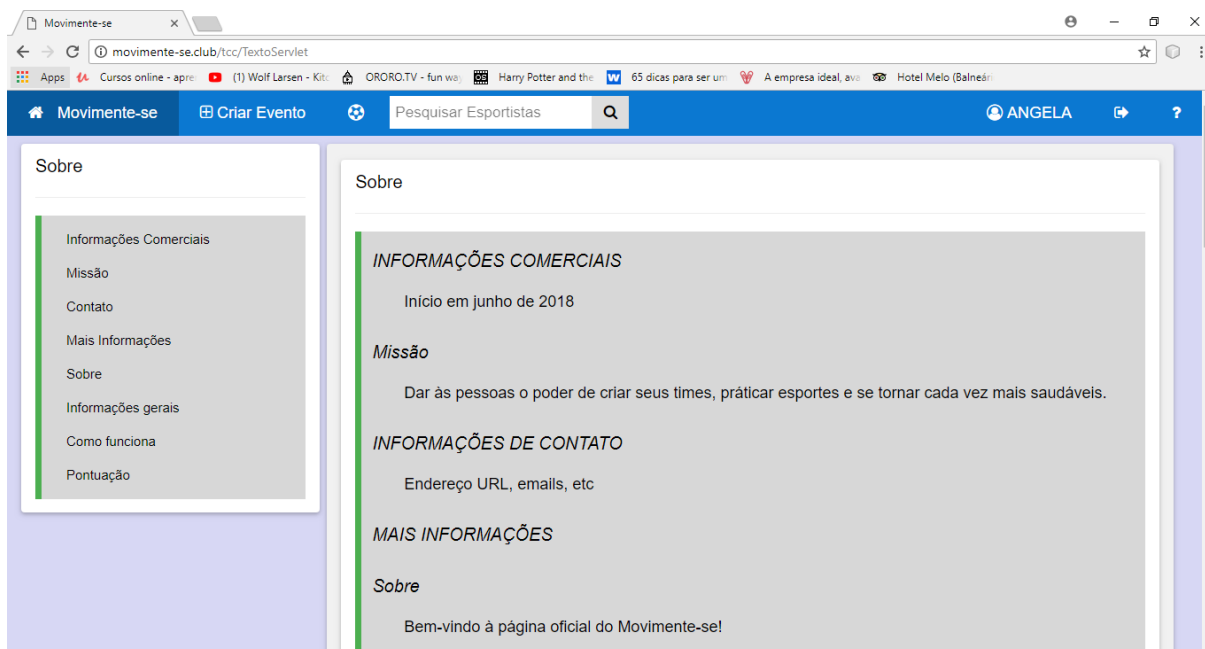 Movimente-se
movimente-se.club/tcc/TextoServlet
Apps Cursos online - apre (1) Wolf Larsen - Kitc ORORO.TV - fun way Harry Potter and the 65 dicas para ser um A empresa ideal, ava Hotel Melo (Balneári
Movimente-se Criar Evento Pesquisar Esportistas ANGELA ?
Sobre
Informações Comerciais
Missão
Contato
Mais Informações
Sobre
Informações gerais
Como funciona
Pontuação
Sobre
INFORMAÇÕES COMERCIAIS
Início em junho de 2018
Missão
Dar às pessoas o poder de criar seus times, práticar esportes e se tornar cada vez mais saudáveis.
INFORMAÇÕES DE CONTATO
Endereço URL, emails, etc
MAIS INFORMAÇÕES
Sobre
Bem-vindo à página oficial do Movimente-se!